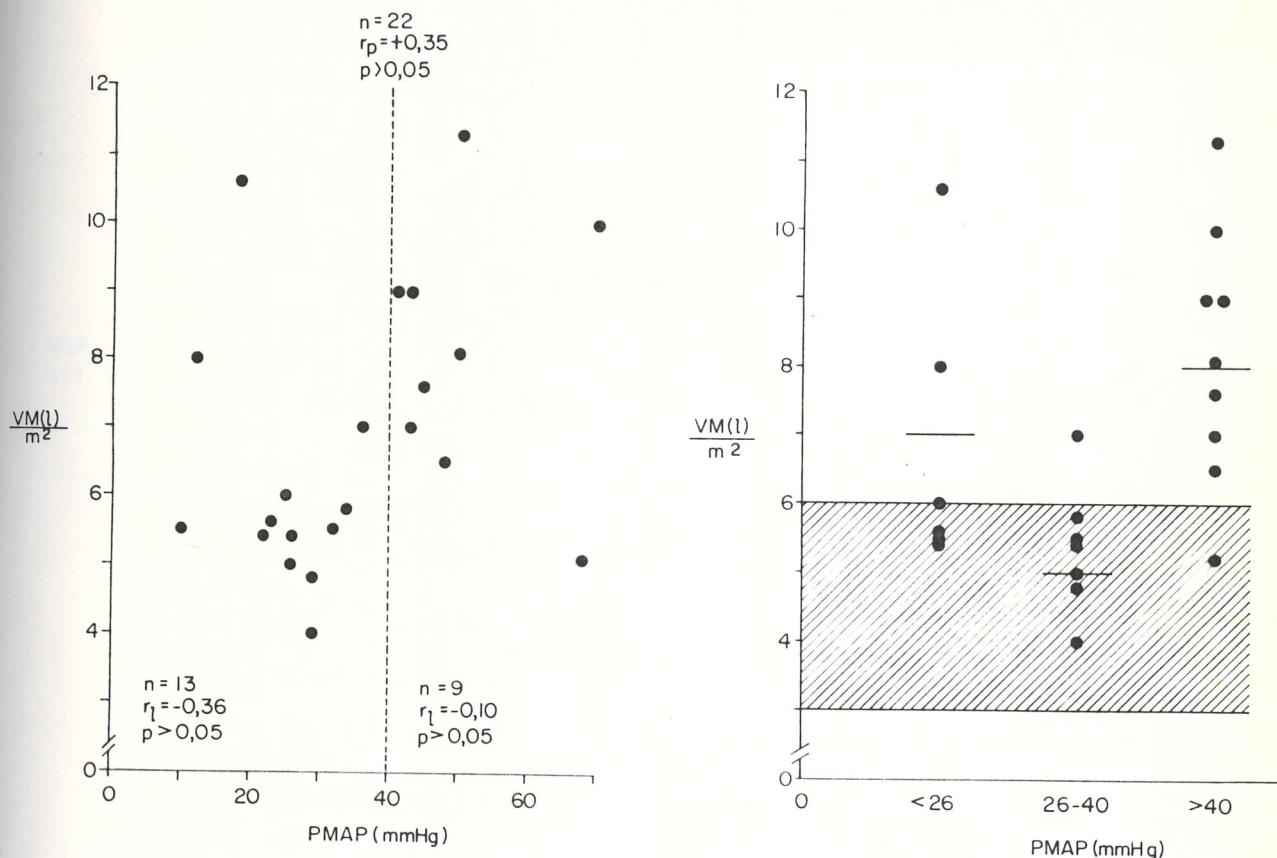 n=22
rp=+0,35
p>0,05
12
10
8
VM(l)
m2
6
4
0
n=13
rl=-0,36
p>0,05
n=9
rl=-0,10
p>0,05
0
20
40
60
PMAP (mmHg)
12
10
8
VM(l)
m2
6
4
0
0
<26
26-40
>40
PMAP (mmHg)